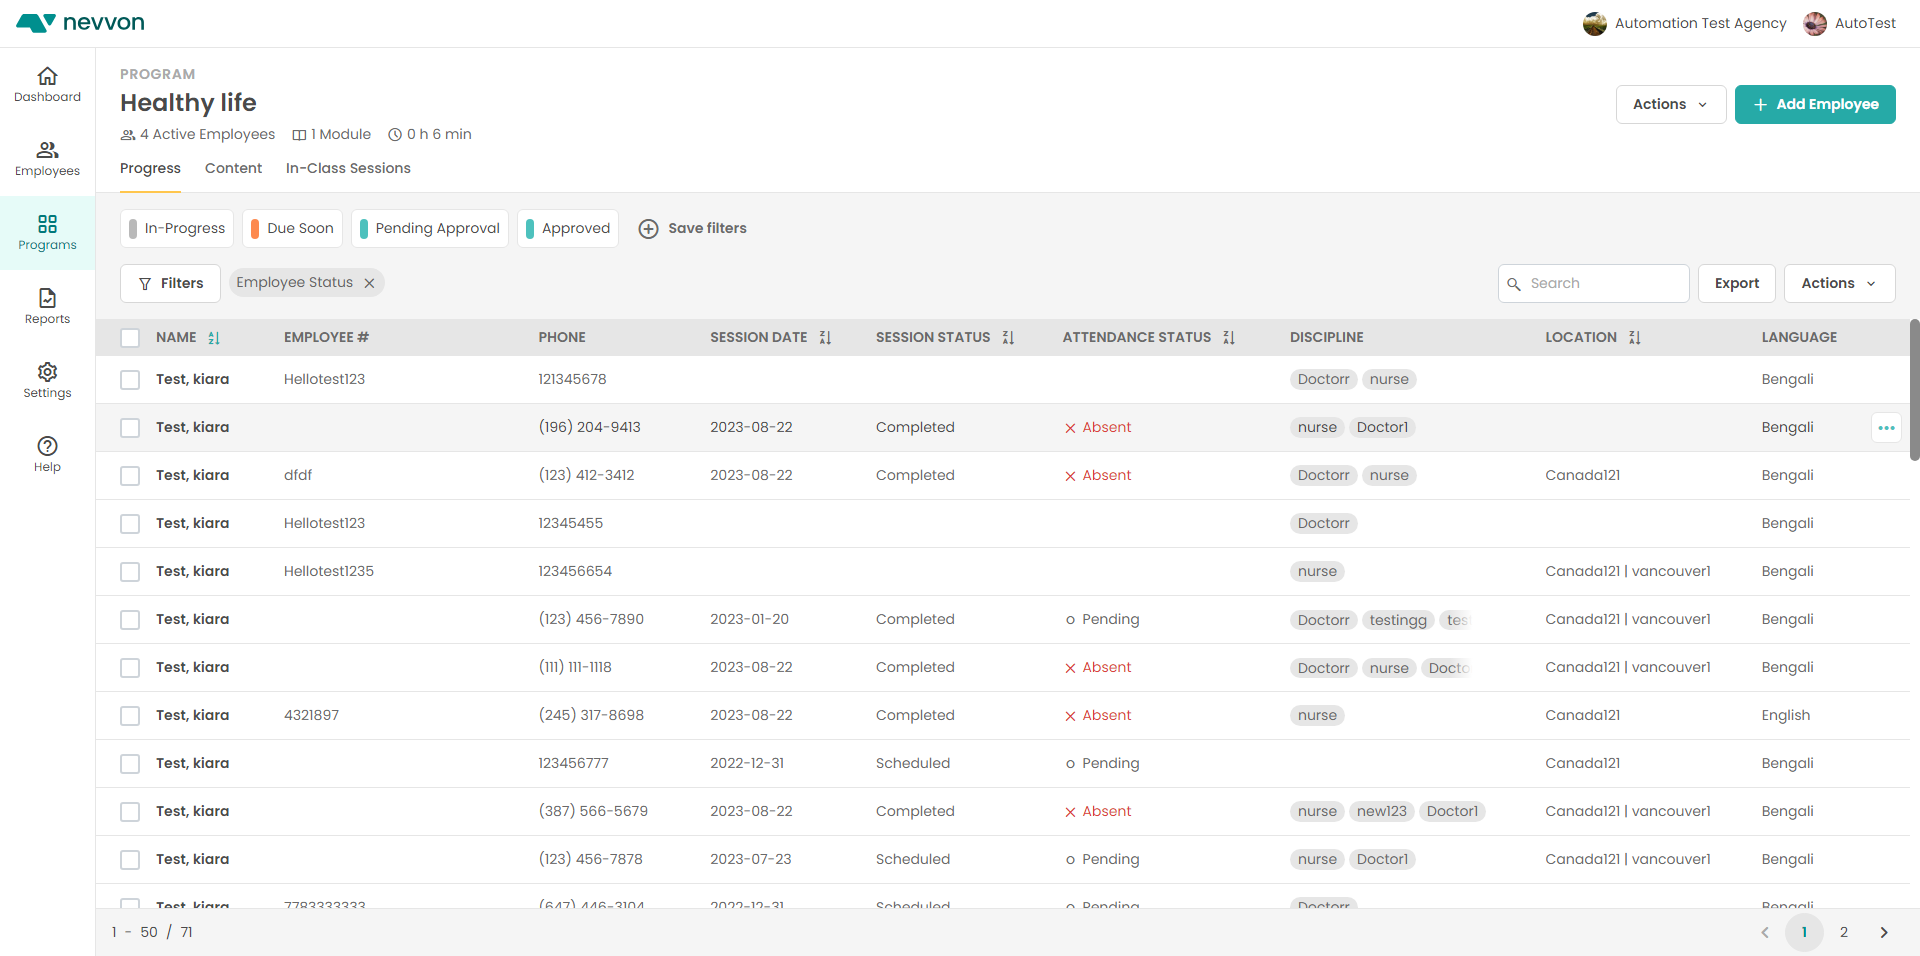 nevvon
Automation Test Agency AutoTest
Dashboard
Employees
Programs
Reports
Settings
Help
PROGRAM
Healthy life
4 Active Employees 1 Module 0 h 6 min
Actions + Add Employee
Progress Content In-Class Sessions
In-Progress Due Soon Pending Approval Approved Save filters
Filters Employee Status Search Export Actions
NAME EMPLOYEE # PHONE SESSION DATE SESSION STATUS ATTENDANCE STATUS DISCIPLINE LOCATION LANGUAGE
Test, kiara Hellotest123 121345678 Doctorr nurse Bengali
Test, kiara (196) 204-9413 2023-08-22 Completed Absent nurse Doctor1 Bengali
Test, kiara dfdf (123) 412-3412 2023-08-22 Completed Absent Doctorr nurse Canada121 Bengali
Test, kiara Hellotest123 12345455 Doctorr Bengali
Test, kiara Hellotest1235 123456654 nurse Canada121 | vancouver1 Bengali
Test, kiara (123) 456-7890 2023-01-20 Completed Pending Doctorr testingg tes Canada121 | vancouver1 Bengali
Test, kiara (111) 111-1118 2023-08-22 Completed Absent Doctorr nurse Docto Canada121 | vancouver1 Bengali
Test, kiara 4321897 (245) 317-8698 2023-08-22 Completed Absent nurse Canada121 English
Test, kiara 123456777 2022-12-31 Scheduled Pending Canada121 Bengali
Test, kiara (387) 566-5679 2023-08-22 Completed Absent nurse new123 Doctor1 Canada121 | vancouver1 Bengali
Test, kiara (123) 456-7878 2023-07-23 Scheduled Pending nurse Doctor1 Canada121 | vancouver1 Bengali
Test, kiara 7783333333 (647) 446-3104 2022-12-31 Scheduled Pending Doctorr Bengali
1 - 50 / 71 1 2